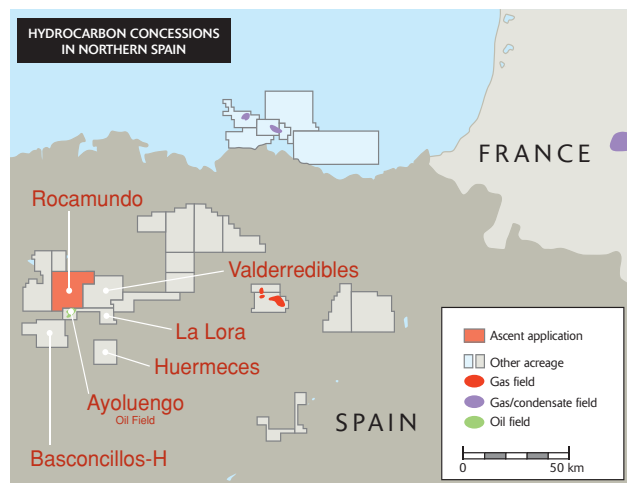 HYDROCARBON CONCESSIONS
IN NORTHERN SPAIN
FRANCE
Rocamundo
Valderredibles
La Lora
Huermeces
Ayoluengo
Oil Field
SPAIN
Basconcillos-H
Ascent application
Other acreage
Gas field
Gas/condensate field
Oil field
0 50 km